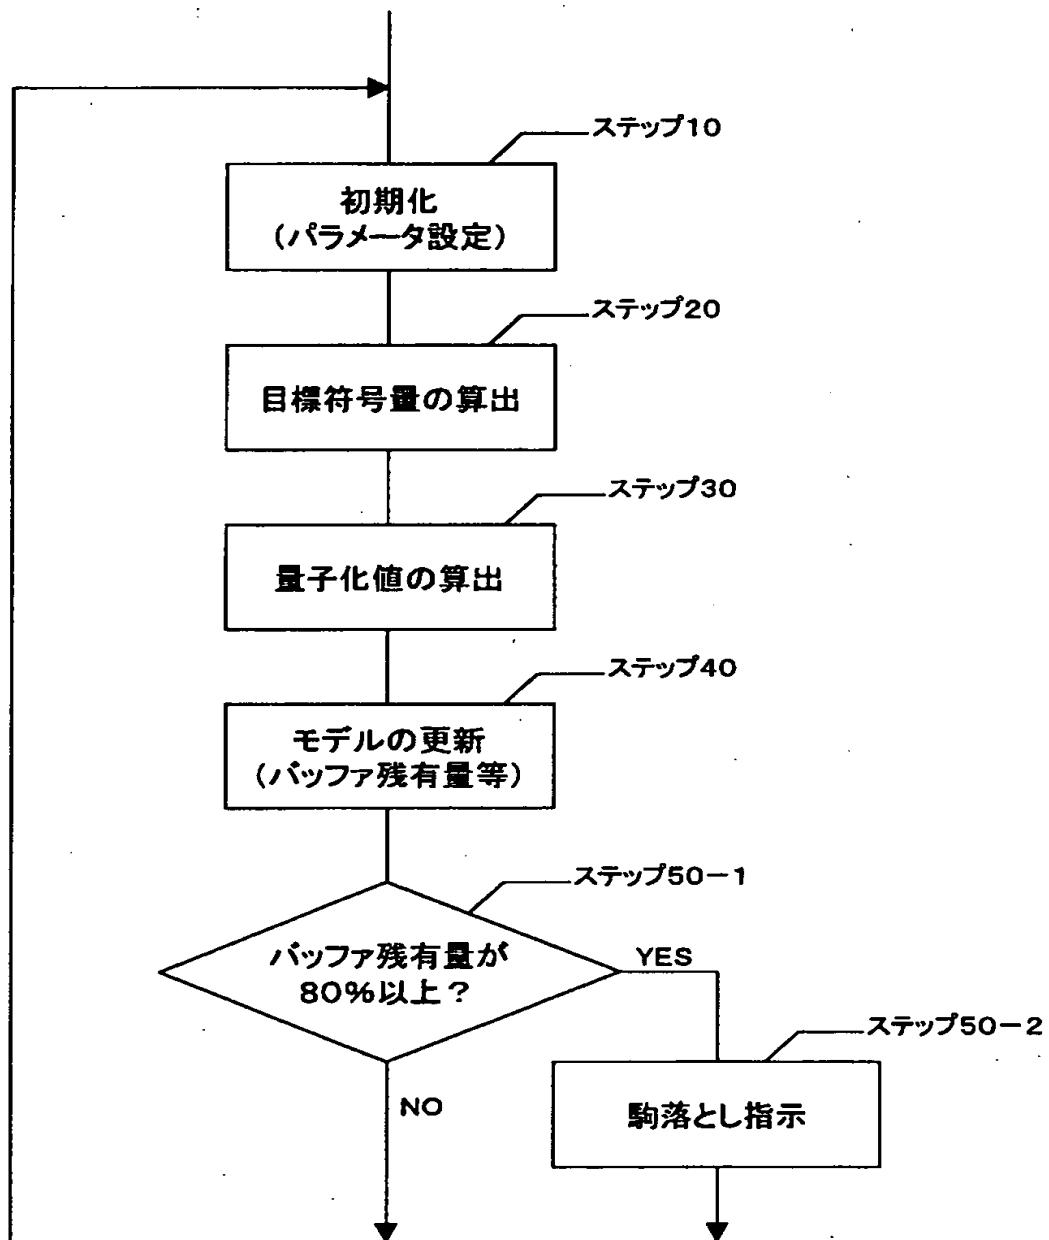 ステップ10
初期化
(パラメータ設定)
ステップ20
目標符号量の算出
ステップ30
量子化値の算出
ステップ40
モデルの更新
(バッファ残有量等)
ステップ50-1
バッファ残有量が
80%以上?
YES
ステップ50-2
駒落とし指示
NO